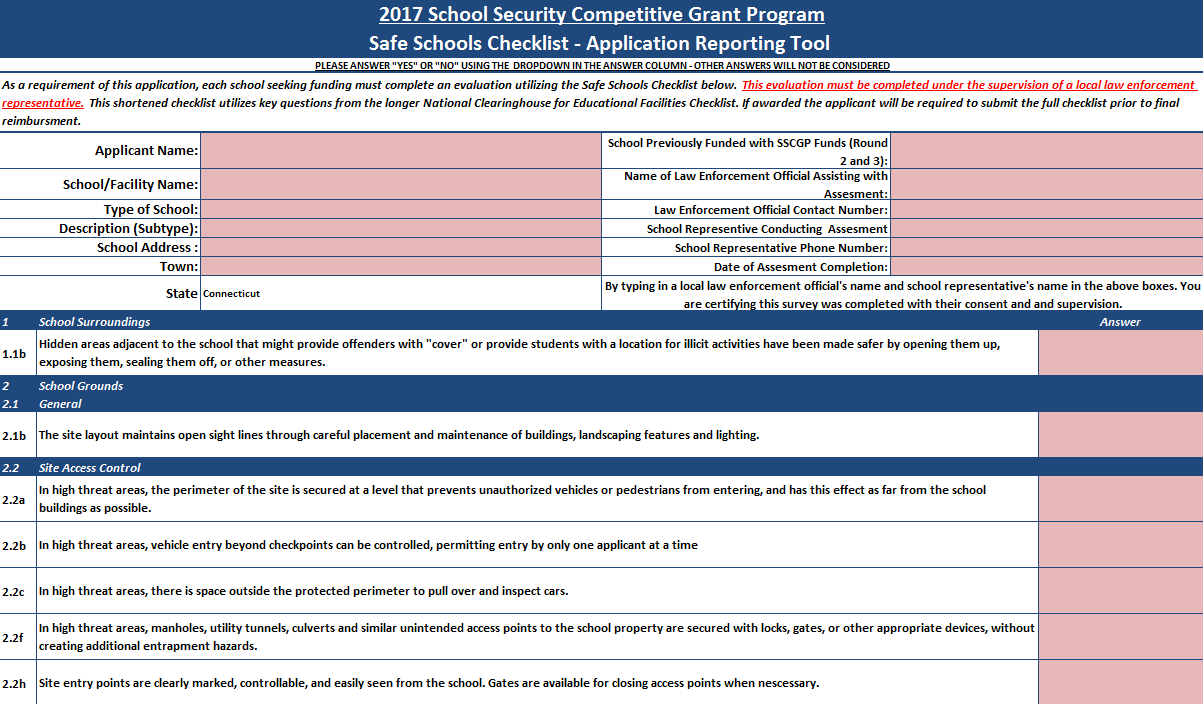 2017 School Security Competitive Grant Program
Safe Schools Checklist - Application Reporting Tool
PLEASE ANSWER "YES" OR "NO" USING THE DROPDOWN IN THE ANSWER COLUMN - OTHER ANSWERS WILL NOT BE CONSIDERED
As a requirement of this application, each school seeking funding must complete an evaluation utilizing the Safe Schools Checklist below. This evaluation must be completed under the supervision of a local law enforcement
representative. This shortened checklist utilizes key questions from the longer National Clearinghouse for Educational Facilities Checklist. If awarded the applicant will be required to submit the full checklist prior to final
reimbursment.
Applicant Name:
School Previously Funded with SSCGP Funds (Round
2 and 3):
School/Facility Name:
Name of Law Enforcement Official Assisting with
Assesment:
Type of School:
Law Enforcement Official Contact Number:
Description (Subtype):
School Representive Conducting Assesment
School Address :
School Representative Phone Number:
Town:
Date of Assesment Completion:
State Connecticut
By typing in a local law enforcement official's name and school representative's name in the above boxes. You
are certifying this survey was completed with their consent and and supervision.
1 School Surroundings Answer
1.1b Hidden areas adjacent to the school that might provide offenders with "cover" or provide students with a location for illicit activities have been made safer by opening them up,
exposing them, sealing them off, or other measures.
2 School Grounds
2.1 General
2.1b The site layout maintains open sight lines through careful placement and maintenance of buildings, landscaping features and lighting.
2.2 Site Access Control
2.2a In high threat areas, the perimeter of the site is secured at a level that prevents unauthorized vehicles or pedestrians from entering, and has this effect as far from the school
buildings as possible.
2.2b In high threat areas, vehicle entry beyond checkpoints can be controlled, permitting entry by only one applicant at a time
2.2c In high threat areas, there is space outside the protected perimeter to pull over and inspect cars.
2.2f In high threat areas, manholes, utility tunnels, culverts and similar unintended access points to the school property are secured with locks, gates, or other appropriate devices, without
creating additional entrapment hazards.
2.2h Site entry points are clearly marked, controllable, and easily seen from the school. Gates are available for closing access points when nescessary.